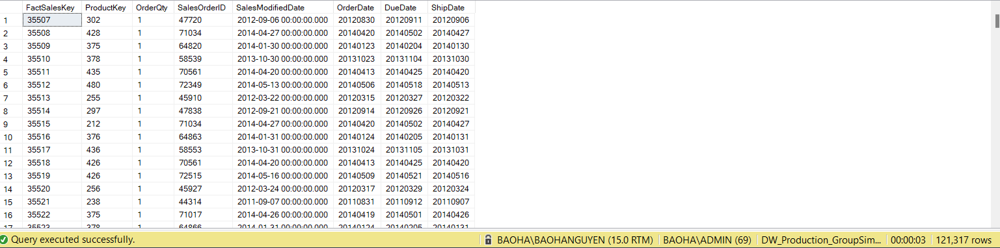 FactSalesKey ProductKey OrderQty SalesOrderID SalesModifiedDate OrderDate DueDate ShipDate
1 35507 302 1 47720 2012-09-06 00:00:00.000 20120830 20120911 20120906
2 35508 428 1 71034 2014-04-27 00:00:00.000 20140420 20140502 20140427
3 35509 375 1 64820 2014-01-30 00:00:00.000 20140123 20140204 20140130
4 35510 378 1 58539 2013-10-30 00:00:00.000 20131023 20131104 20131030
5 35511 435 1 70561 2014-04-20 00:00:00.000 20140413 20140425 20140420
6 35512 480 1 72349 2014-05-13 00:00:00.000 20140506 20140518 20140513
7 35513 255 1 45910 2012-03-22 00:00:00.000 20120315 20120327 20120322
8 35514 297 1 47838 2012-09-21 00:00:00.000 20120914 20120926 20120921
9 35515 212 1 71034 2014-04-27 00:00:00.000 20140420 20140502 20140427
10 35516 376 1 64863 2014-01-31 00:00:00.000 20140124 20140205 20140131
11 35517 436 1 58553 2013-10-31 00:00:00.000 20131024 20131105 20131031
12 35518 426 1 70561 2014-04-20 00:00:00.000 20140413 20140425 20140420
13 35519 426 1 72515 2014-05-16 00:00:00.000 20140509 20140521 20140516
14 35520 256 1 45927 2012-03-24 00:00:00.000 20120317 20120329 20120324
15 35521 238 1 44314 2011-09-07 00:00:00.000 20110831 20110912 20110907
16 35522 375 1 71017 2014-04-26 00:00:00.000 20140419 20140501 20140426
17 35523 378 1 64866 2014-01-31 00:00:00.000 20140124 20140205 20140131
Query executed successfully. BAOHA\BAOHANGUYEN (15.0 RTM) BAOHA\ADMIN (69) DW_Production_GroupSim... 00:00:03 121,317 rows